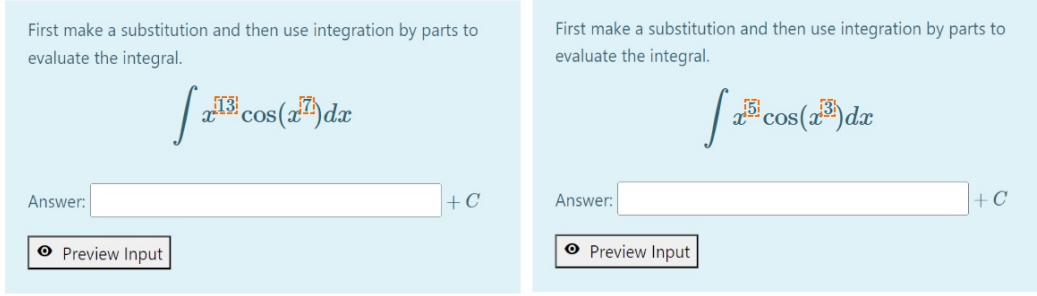 First make a substitution and then use integration by parts to
evaluate the integral.
∫ x^13 cos(x^7)dx
Answer: + C
Preview Input
First make a substitution and then use integration by parts to
evaluate the integral.
∫ x^5 cos(x^3)dx
Answer: + C
Preview Input